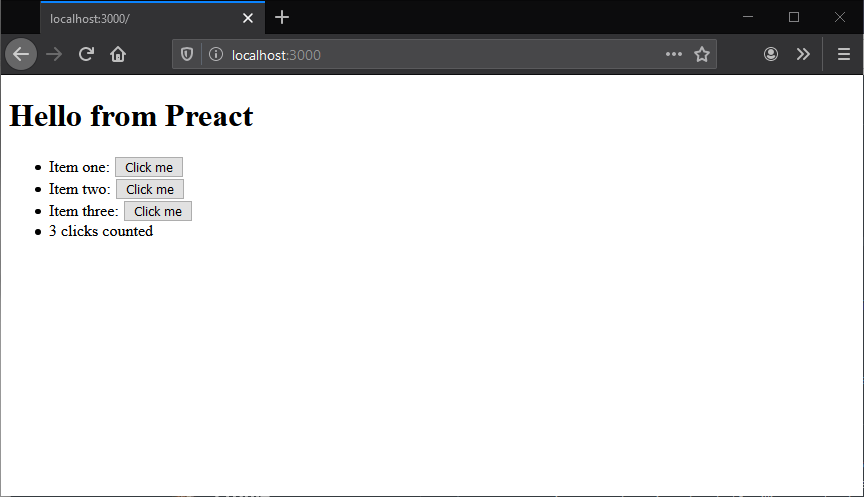 localhost:3000/
localhost:3000
Hello from Preact
Item one: Click me
Item two: Click me
Item three: Click me
3 clicks counted